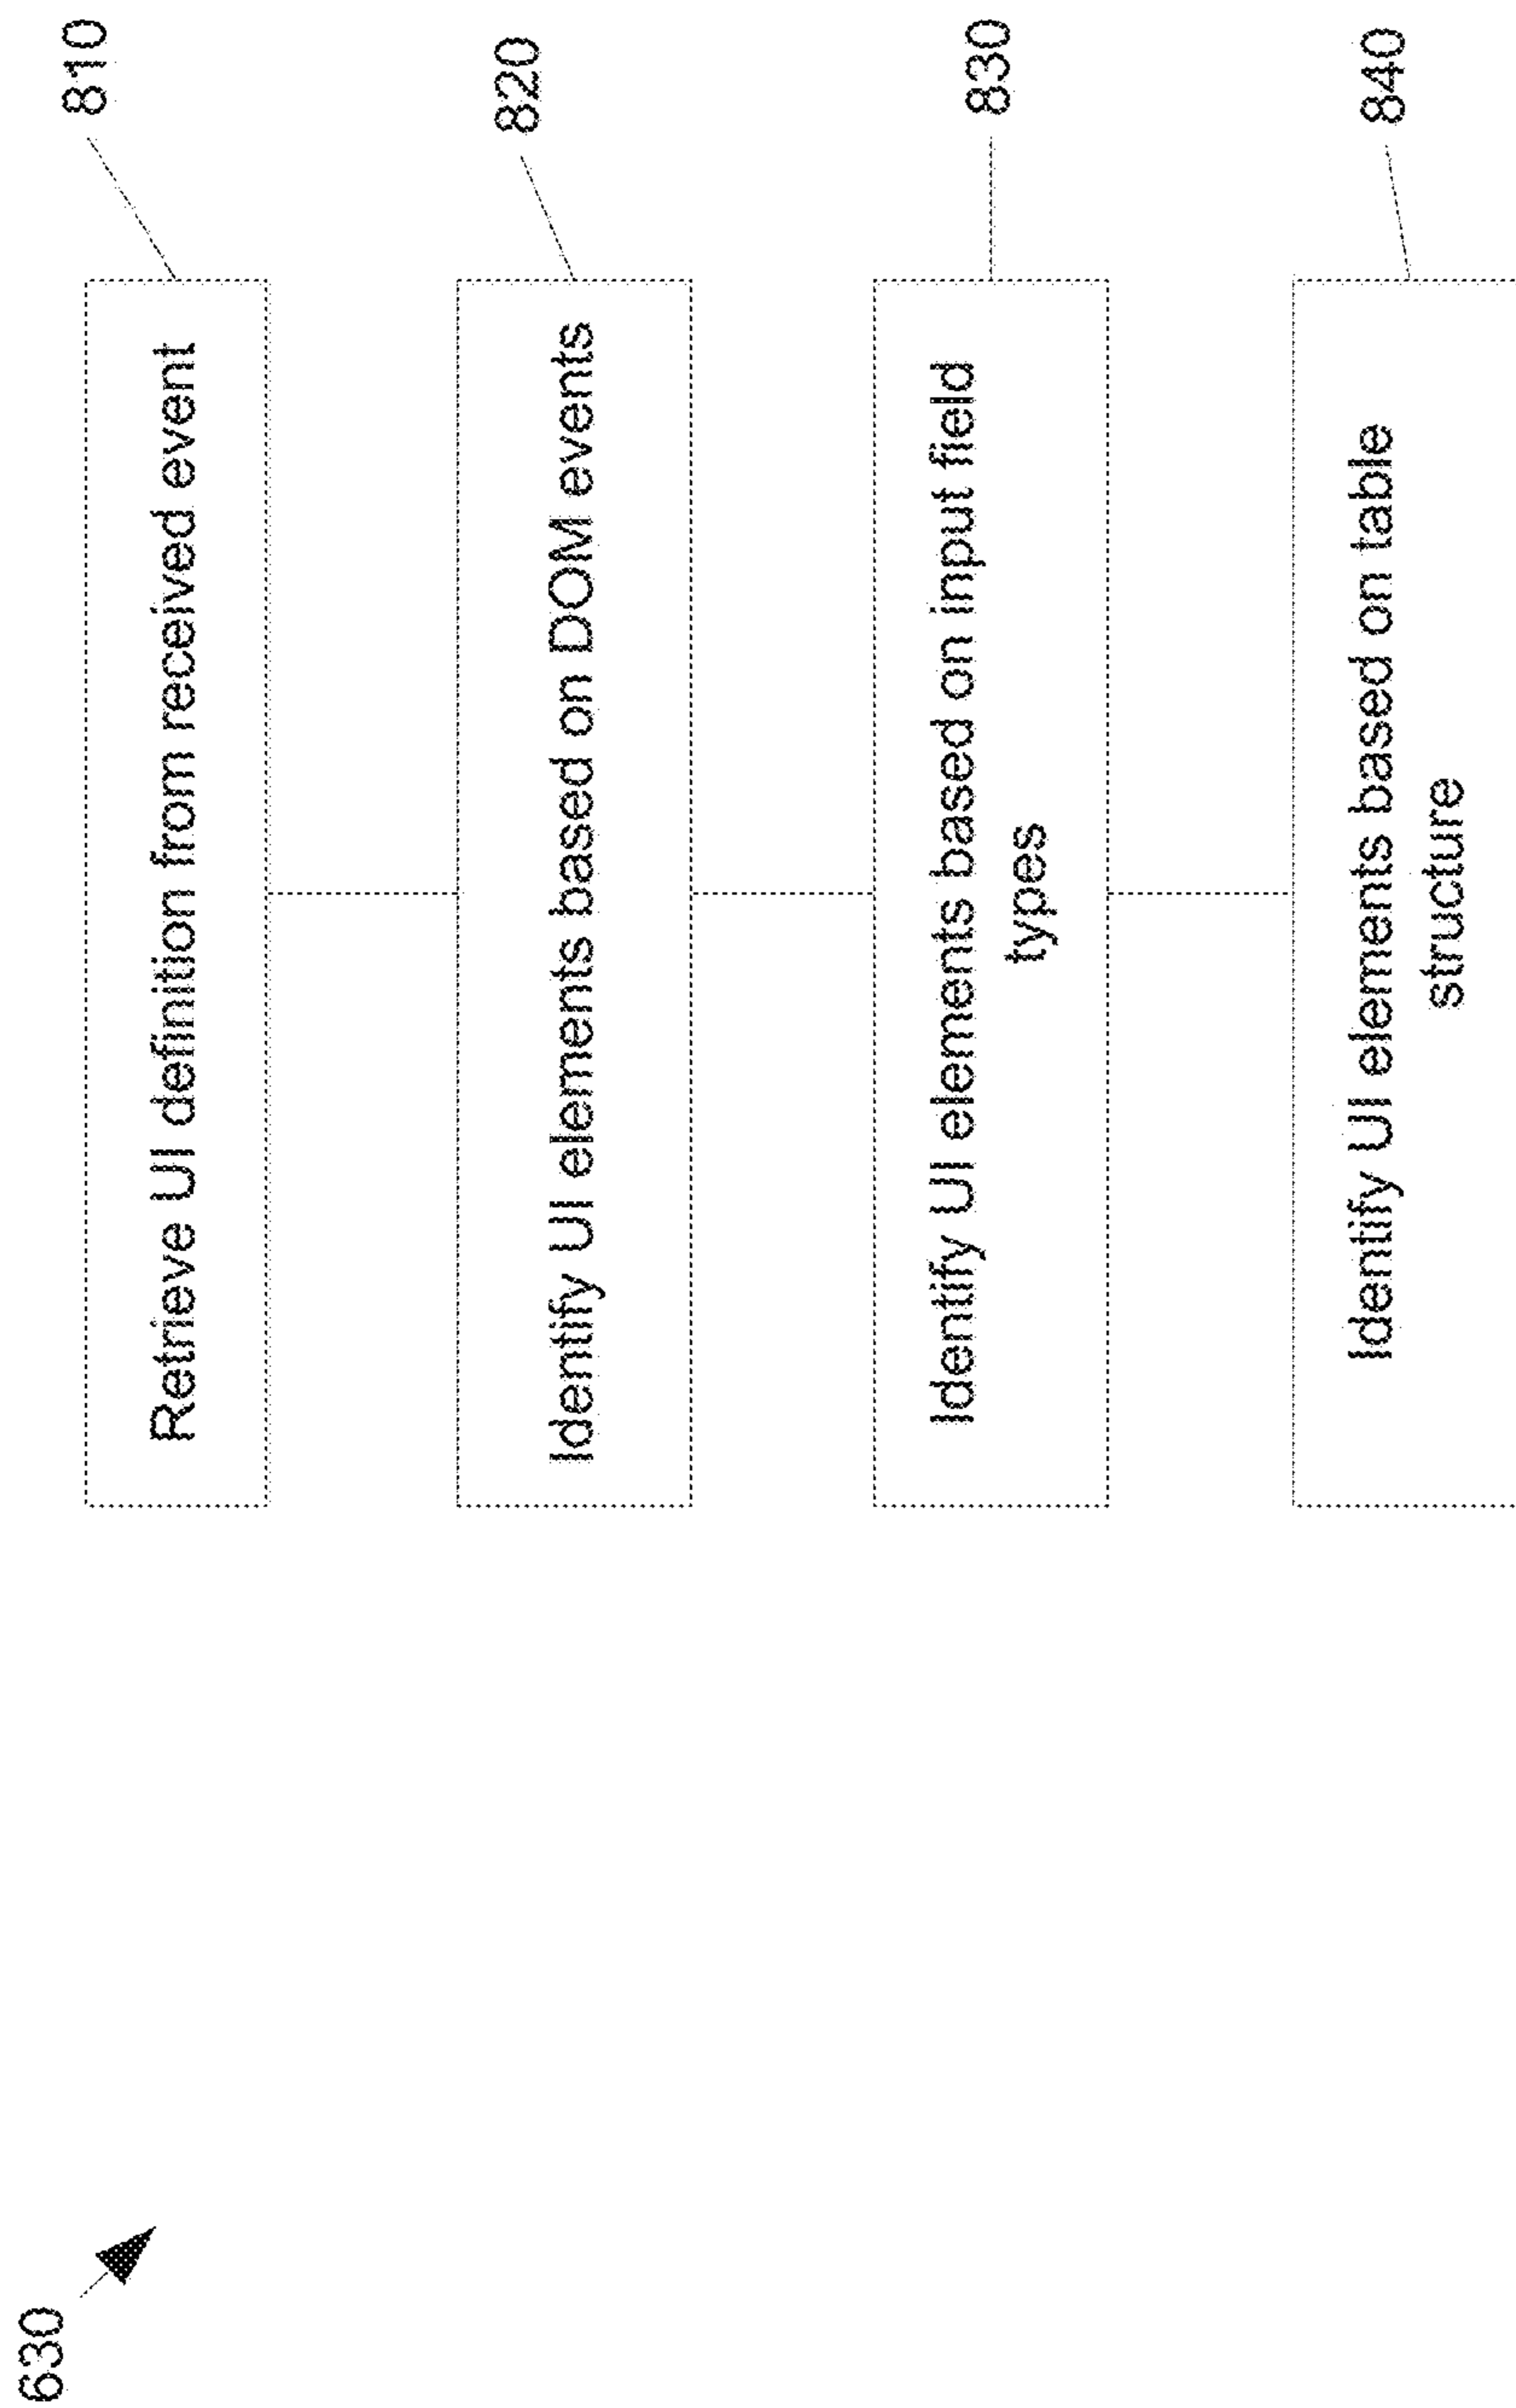 630
810
Retrieve UI definition from received event
820
Identify UI elements based on DOM events
830
Identify UI elements based on input field
types
840
Identify UI elements based on table
structure